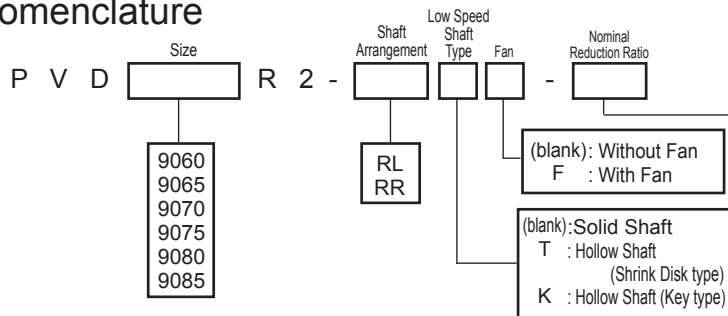 omenclature
Size
Shaft
Arrangement
Low Speed
Shaft
Type
Fan
Nominal
Reduction Ratio
P V D R 2 - -
9060
9065
9070
9075
9080
9085
RL
RR
(blank): Without Fan
F : With Fan
(blank):Solid Shaft
T : Hollow Shaft
(Shrink Disk type)
K : Hollow Shaft (Key type)